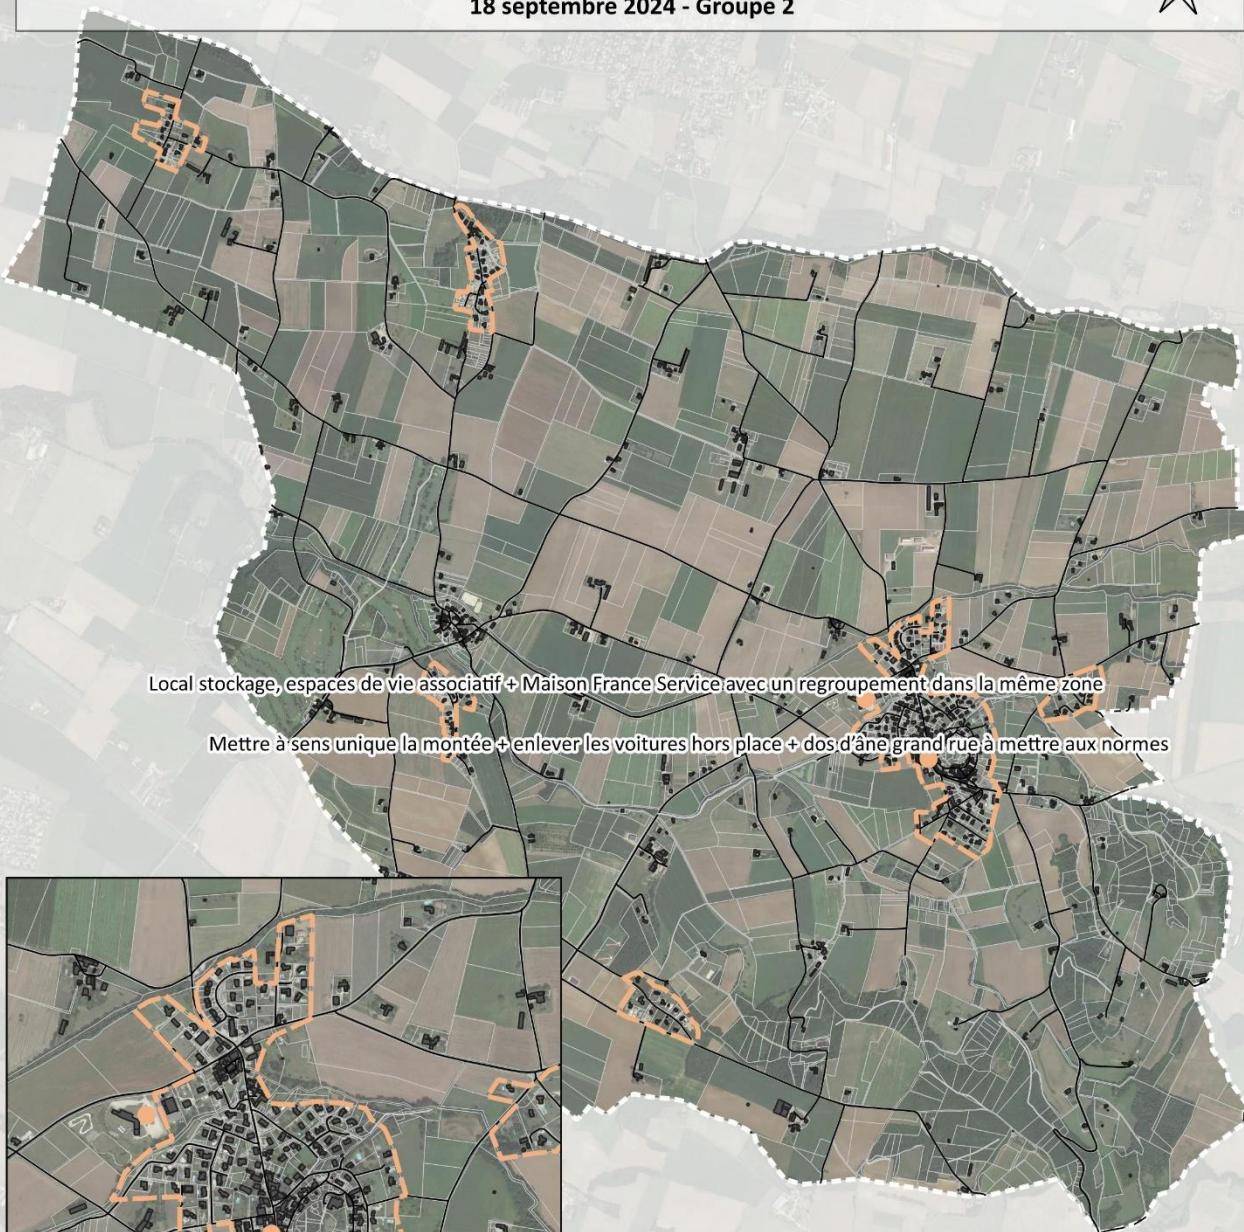 18 septembre 2024 - Groupe 2
Local stockage, espaces de vie associatif + Maison France Service avec un regroupement dans la même zone
Mettre à sens unique la montée + enlever les voitures hors place + dos d'âne grand rue à mettre aux normes